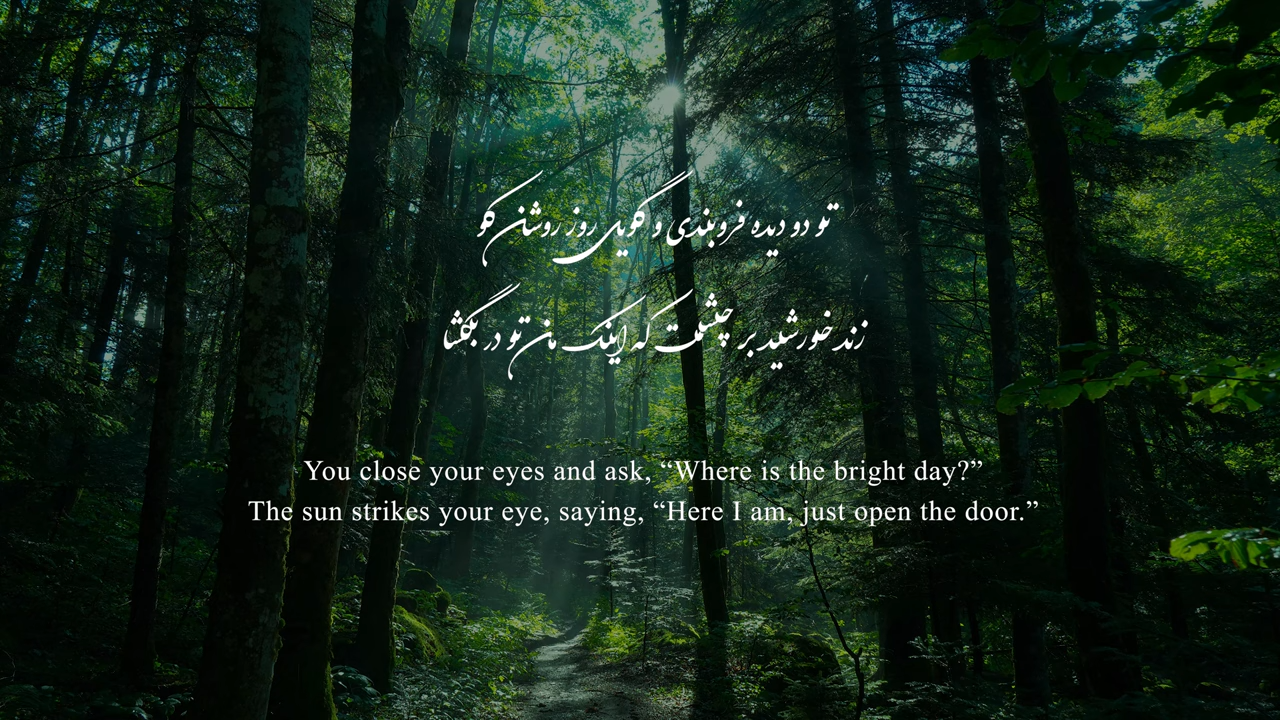 تو دو دیده فروبندی و گویی روز روشن کو
زند خورشید بر چشمت که اینک من تو در بگشا
You close your eyes and ask, “Where is the bright day?”
The sun strikes your eye, saying, “Here I am, just open the door.”